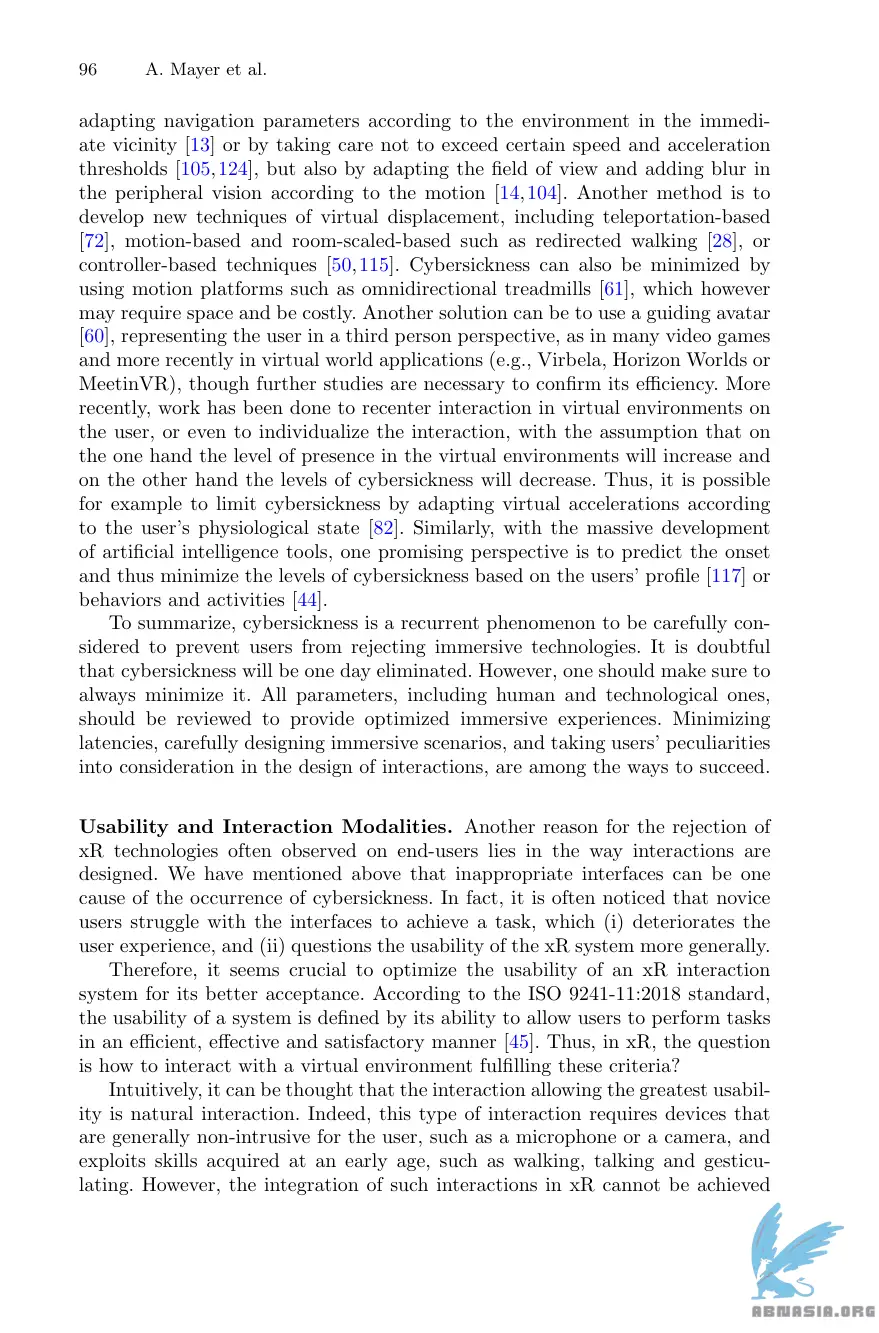 96 A. Mayer et al.
adapting navigation parameters according to the environment in the immedi-
ate vicinity [13] or by taking care not to exceed certain speed and acceleration
thresholds [105,124], but also by adapting the field of view and adding blur in
the peripheral vision according to the motion [14,104]. Another method is to
develop new techniques of virtual displacement, including teleportation-based
[72], motion-based and room-scaled-based such as redirected walking [28], or
controller-based techniques [50,115]. Cybersickness can also be minimized by
using motion platforms such as omnidirectional treadmills [61], which however
may require space and be costly. Another solution can be to use a guiding avatar
[60], representing the user in a third person perspective, as in many video games
and more recently in virtual world applications (e.g., Virbela, Horizon Worlds or
MeetinVR), though further studies are necessary to confirm its efficiency. More
recently, work has been done to recenter interaction in virtual environments on
the user, or even to individualize the interaction, with the assumption that on
the one hand the level of presence in the virtual environments will increase and
on the other hand the levels of cybersickness will decrease. Thus, it is possible
for example to limit cybersickness by adapting virtual accelerations according
to the user's physiological state [82]. Similarly, with the massive development
of artificial intelligence tools, one promising perspective is to predict the onset
and thus minimize the levels of cybersickness based on the users' profile [117] or
behaviors and activities [44].
To summarize, cybersickness is a recurrent phenomenon to be carefully con-
sidered to prevent users from rejecting immersive technologies. It is doubtful
that cybersickness will be one day eliminated. However, one should make sure to
always minimize it. All parameters, including human and technological ones,
should be reviewed to provide optimized immersive experiences. Minimizing
latencies, carefully designing immersive scenarios, and taking users' peculiarities
into consideration in the design of interactions, are among the ways to succeed.
Usability and Interaction Modalities. Another reason for the rejection of
xR technologies often observed on end-users lies in the way interactions are
designed. We have mentioned above that inappropriate interfaces can be one
cause of the occurrence of cybersickness. In fact, it is often noticed that novice
users struggle with the interfaces to achieve a task, which (i) deteriorates the
user experience, and (ii) questions the usability of the xR system more generally.
Therefore, it seems crucial to optimize the usability of an xR interaction
system for its better acceptance. According to the ISO 9241-11:2018 standard,
the usability of a system is defined by its ability to allow users to perform tasks
in an efficient, effective and satisfactory manner [45]. Thus, in xR, the question
is how to interact with a virtual environment fulfilling these criteria?
Intuitively, it can be thought that the interaction allowing the greatest usabil-
ity is natural interaction. Indeed, this type of interaction requires devices that
are generally non-intrusive for the user, such as a microphone or a camera, and
exploits skills acquired at an early age, such as walking, talking and gesticu-
lating. However, the integration of such interactions in xR cannot be achieved
ABNASIA.ORG